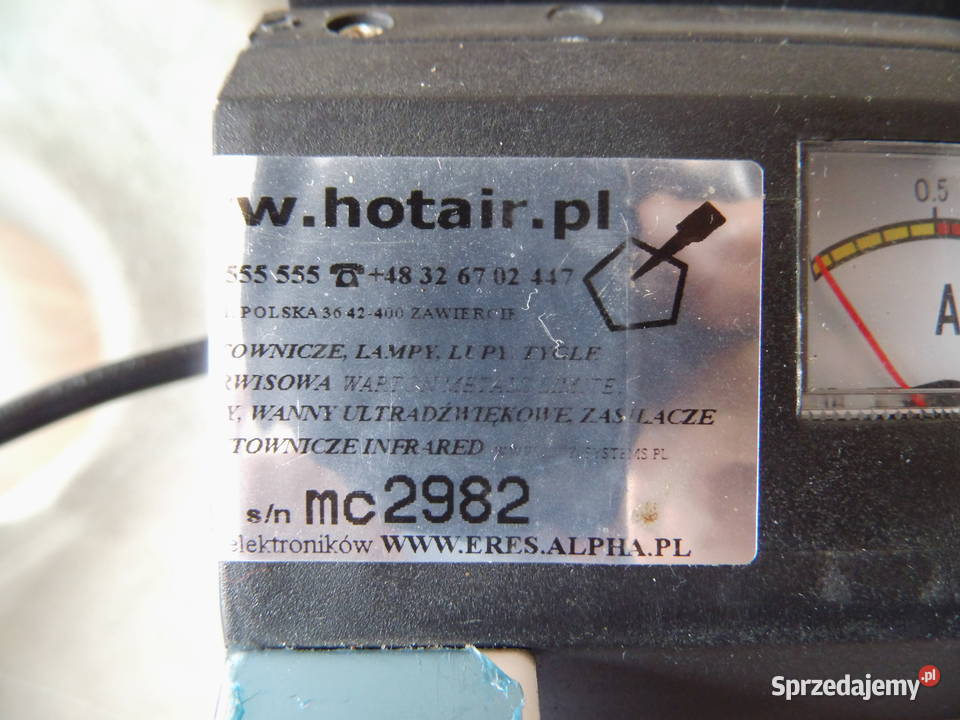 w.hotair.pl
555 555 ☎ +48 32 67 02 447
POLSKA 36 42-400 ZAWIERCIE
TOWNICZE, LAMPY, LUPY, TYGLE
RWISOWA
Y, WANNY ULTRADŹWIĘKOWE, ZASILACZE
TOWNICZE INFRARED
s/n mc2982
elektroników WWW.ERES.ALPHA.PL
0.5
A
Sprzedajemy.pl